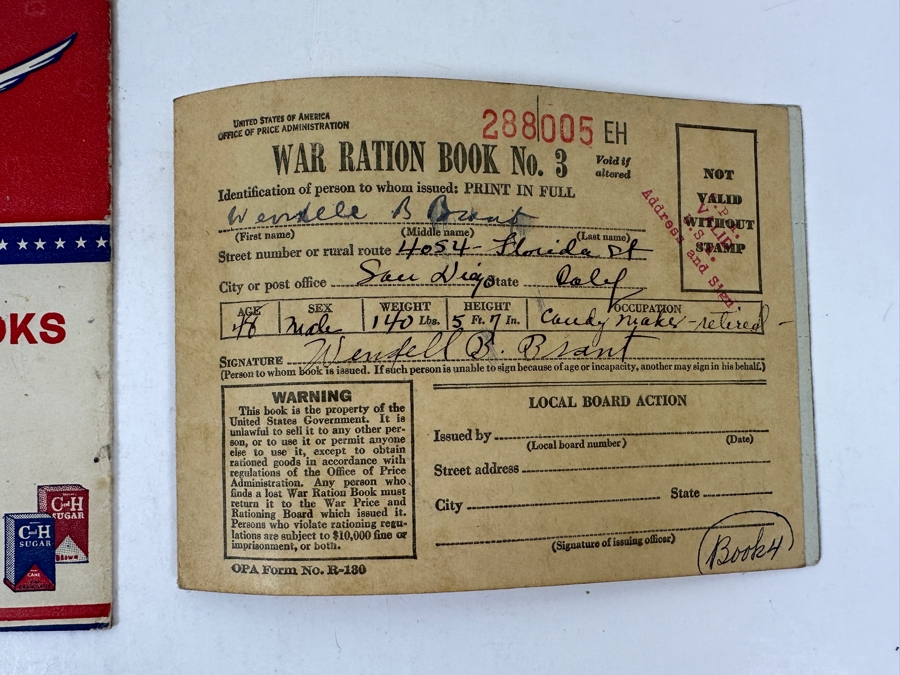 OKS
C and H
SUGAR
C and H
SUGAR
CANE
UNITED STATES OF AMERICA
OFFICE OF PRICE ADMINISTRATION
288005 EH
WAR RATION BOOK No. 3
Void if
altered
NOT
VALID
WITHOUT
STAMP
Address and Sign
Identification of person to whom issued: PRINT IN FULL
Wendell B Brant
(First name) (Middle name) (Last name)
Street number or rural route 4054 Florida St
City or post office San Diego State Calif
AGE SEX WEIGHT HEIGHT OCCUPATION
Male 140 Lbs. 5 Ft. 7 In. Candy maker - retired -
SIGNATURE Wendell B. Brant
(Person to whom book is issued. If such person is unable to sign because of age or incapacity, another may sign in his behalf.)
WARNING
This book is the property of the
United States Government. It is
unlawful to sell it to any other per-
son, or to use it or permit anyone
else to use it, except to obtain
rationed goods in accordance with
regulations of the Office of Price
Administration. Any person who
finds a lost War Ration Book must
return it to the War Price and
Rationing Board which issued it.
Persons who violate rationing regu-
lations are subject to $10,000 fine or
imprisonment, or both.
OPA Form No. R-130
LOCAL BOARD ACTION
Issued by
(Local board number) (Date)
Street address
City State
(Signature of issuing officer)
Book 4